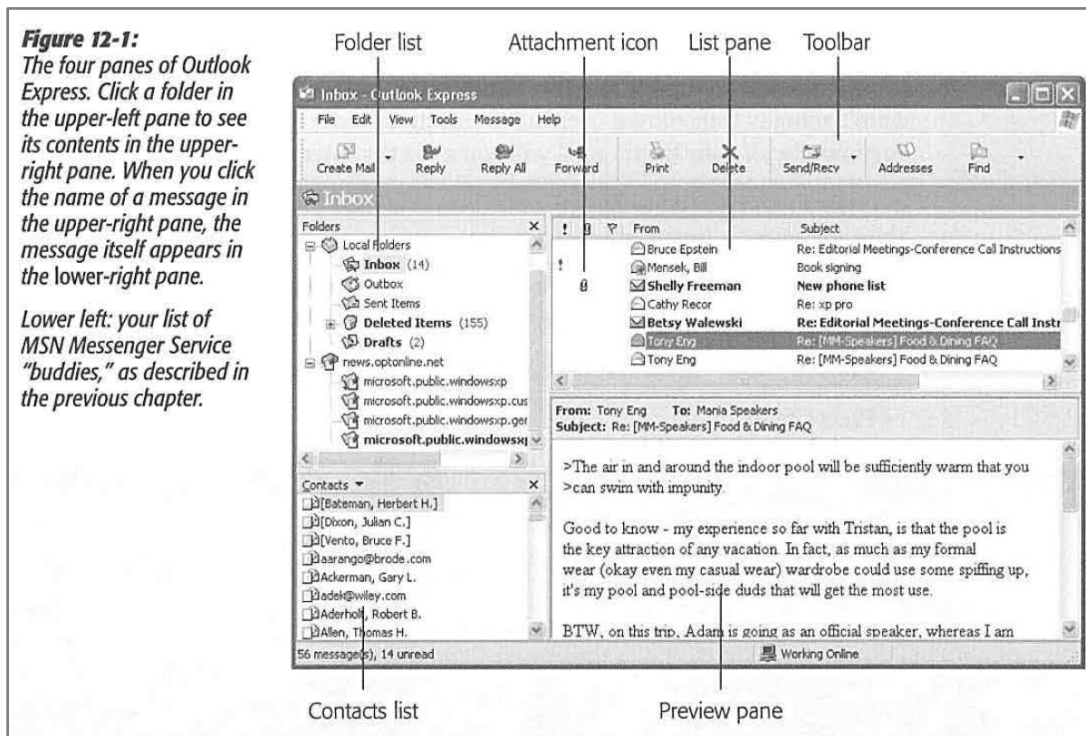 Figure 12-1:
The four panes of Outlook
Express. Click a folder in
the upper-left pane to see
its contents in the upper-
right pane. When you click
the name of a message in
the upper-right pane, the
message itself appears in
the lower-right pane.
Lower left: your list of
MSN Messenger Service
"buddies," as described in
the previous chapter.
Folder list Attachment icon List pane Toolbar
Inbox - Outlook Express
File Edit View Tools Message Help
Create Mail Reply Reply All Forward Print Delete Send/Recv Addresses Find
Inbox
Folders
Local Folders
Inbox (14)
Outbox
Sent Items
Deleted Items (155)
Drafts (2)
news.optonline.net
microsoft.public.windowsxp
microsoft.public.windowsxp.cus
microsoft.public.windowsxp.ger
microsoft.public.windowsxp
! From Subject
Bruce Epstein Re: Editorial Meetings-Conference Call Instructions
! Mensek, Bill Book signing
Shelly Freeman New phone list
Cathy Recor Re: xp pro
Betsy Walewski Re: Editorial Meetings-Conference Call Instr
Tony Eng Re: [MM-Speakers] Food & Dining FAQ
Tony Eng Re: [MM-Speakers] Food & Dining FAQ
Contacts
[Bateman, Herbert H.]
[Dixon, Julian C.]
[Vento, Bruce F.]
aarango@brode.com
Ackerman, Gary L.
adek@wiley.com
Aderholt, Robert B.
Allen, Thomas H.
From: Tony Eng To: Mania Speakers
Subject: Re: [MM-Speakers] Food & Dining FAQ
>The air in and around the indoor pool will be sufficiently warm that you
>can swim with impunity.
Good to know - my experience so far with Tristan, is that the pool is
the key attraction of any vacation. In fact, as much as my formal
wear (okay even my casual wear) wardrobe could use some spiffing up,
it's my pool and pool-side duds that will get the most use.
BTW, on this trip, Adam is going as an official speaker, whereas I am
56 message(s), 14 unread Working Online
Contacts list Preview pane